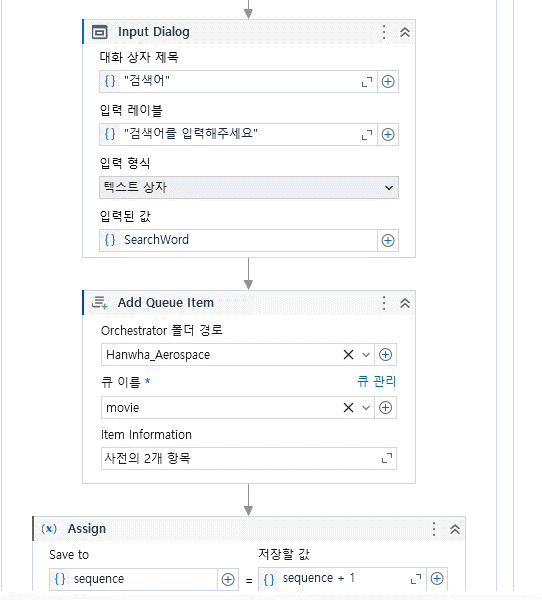 Input Dialog
대화 상자 제목
"검색어"
입력 레이블
"검색어를 입력해주세요"
입력 형식
텍스트 상자
입력된 값
SearchWord
Add Queue Item
Orchestrator 폴더 경로
Hanwha_Aerospace
큐 이름 * 큐 관리
movie
Item Information
사전의 2개 항목
(x) Assign
Save to 저장할 값
sequence = sequence + 1